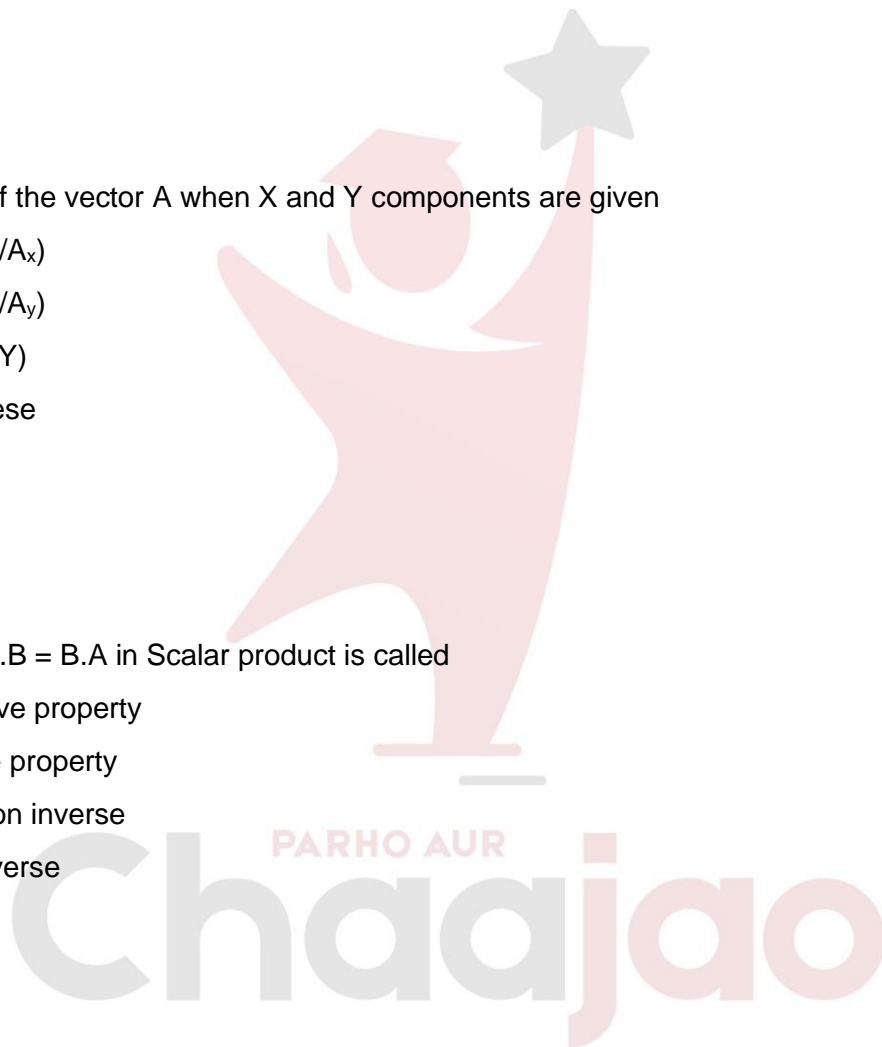 f the vector A when X and Y components are given
/Aₓ)
/Aᵧ)
Y)
ese
.B = B.A in Scalar product is called
ve property
e property
on inverse
verse
PARHO AUR
Chaajao